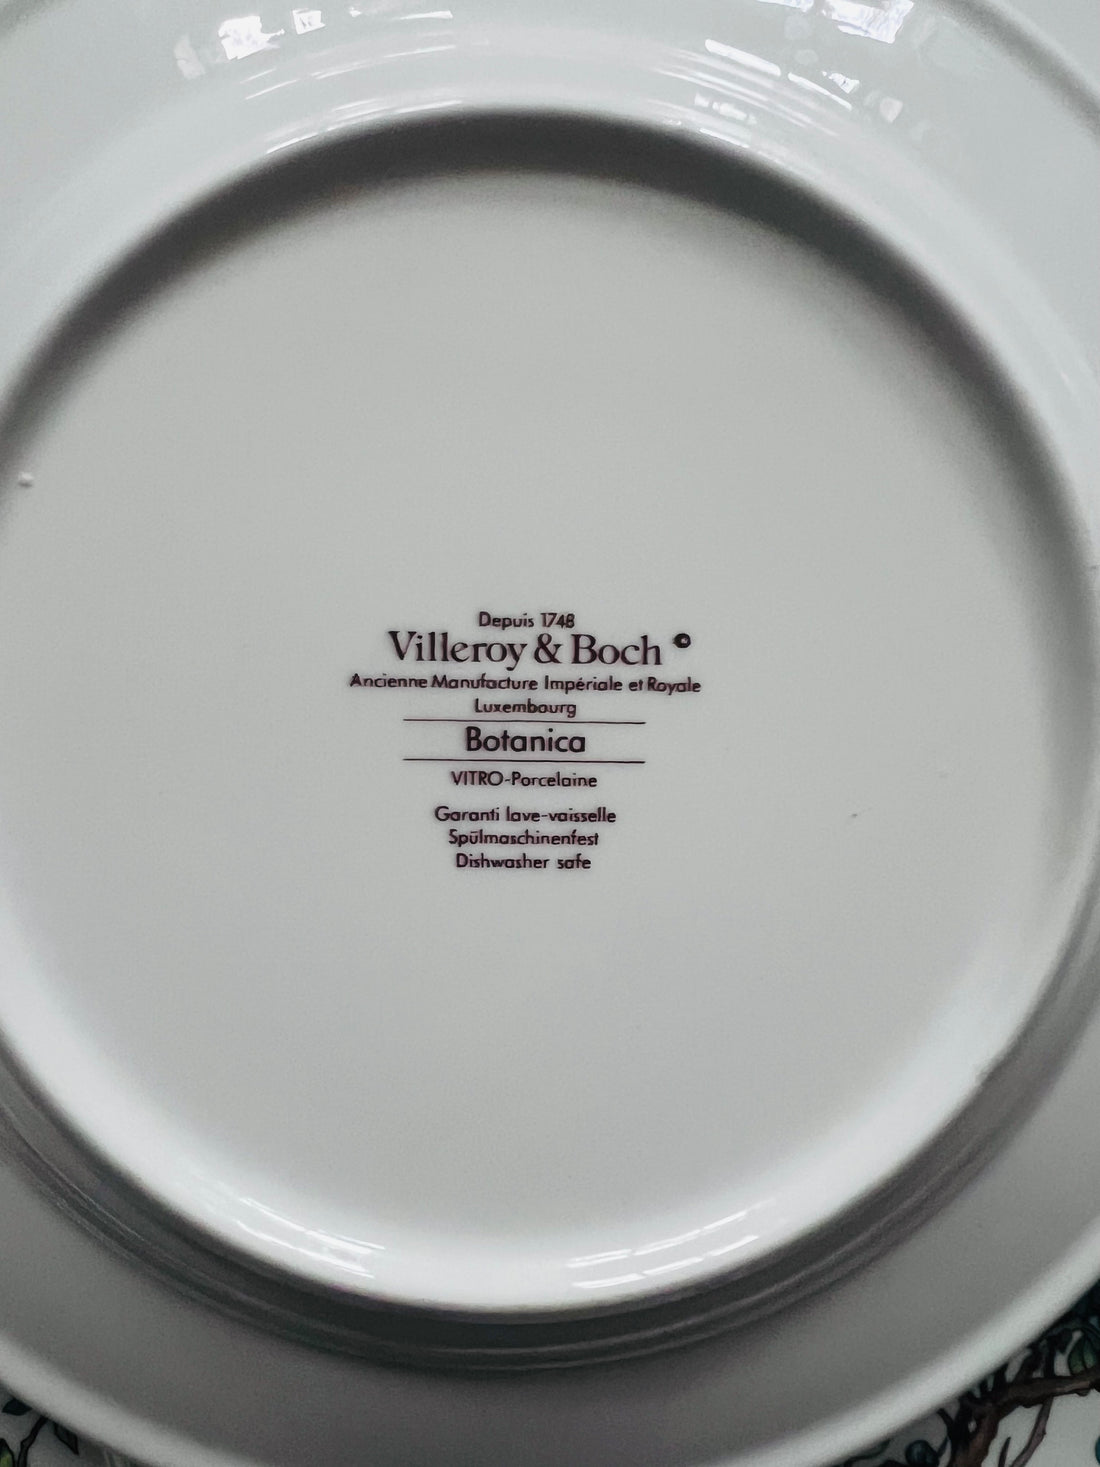 Depuis 1748
Villeroy & Boch ©
Ancienne Manufacture Impériale et Royale
Luxembourg
Botanica
VITRO-Porcelaine
Garanti lave-vaisselle
Spülmaschinenfest
Dishwasher safe